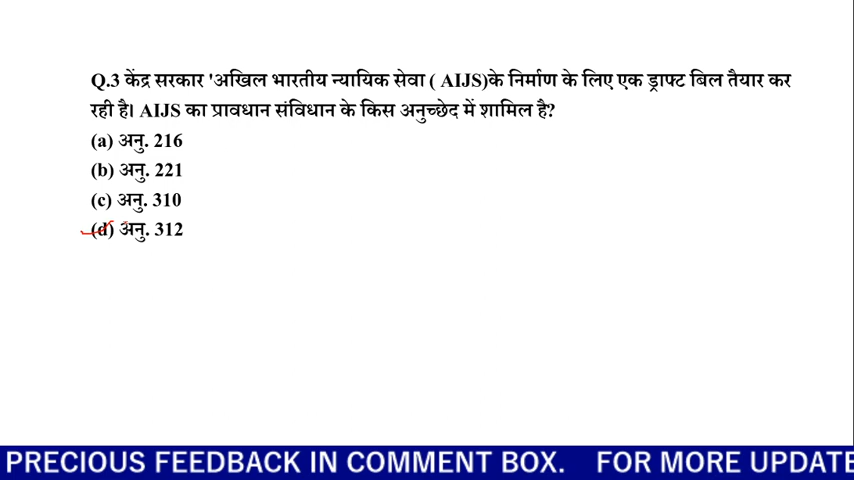 Q.3 केंद्र सरकार 'अखिल भारतीय न्यायिक सेवा ( AIJS)के निर्माण के लिए एक ड्राफ्ट बिल तैयार कर
रही है। AIJS का प्रावधान संविधान के किस अनुच्छेद में शामिल है?
(a) अनु. 216
(b) अनु. 221
(c) अनु. 310
(d) अनु. 312
PRECIOUS FEEDBACK IN COMMENT BOX. FOR MORE UPDATE